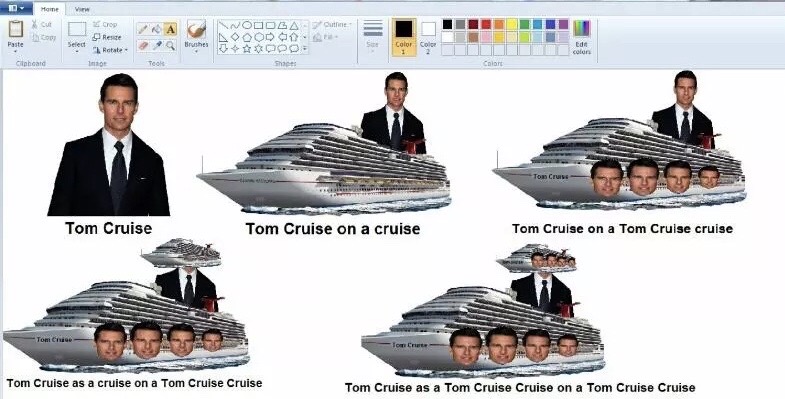 Home
View
Paste
Cut
Copy
Clipboard
Select
Crop
Resize
Rotate
Image
A
Tools
Brushes
Outline
Fill
Shapes
Size
Color 1
Color 2
Edit colors
Colors
Tom Cruise
Tom Cruise on a cruise
Tom Cruise
Tom Cruise on a Tom Cruise cruise
Tom Cruise
Tom Cruise as a cruise on a Tom Cruise Cruise
Tom Cruise
Tom Cruise as a Tom Cruise Cruise on a Tom Cruise Cruise